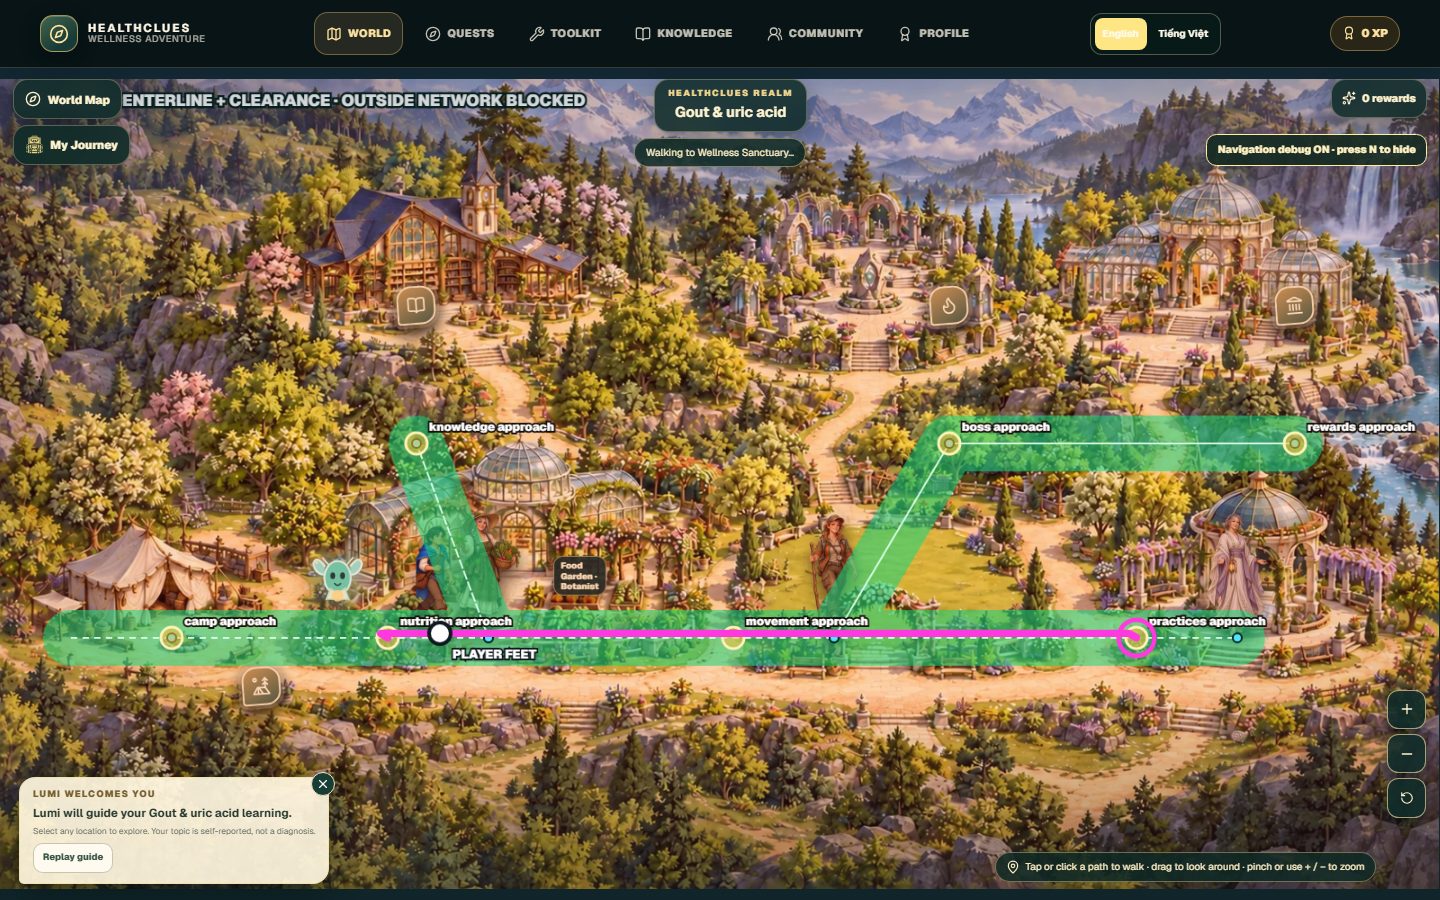 HEALTHCLUES
WELLNESS ADVENTURE
WORLD
QUESTS
TOOLKIT
KNOWLEDGE
COMMUNITY
PROFILE
English
Tiếng Việt
0 XP
World Map
ENTERLINE + CLEARANCE · OUTSIDE NETWORK BLOCKED
HEALTHCLUES REALM
Gout & uric acid
0 rewards
My Journey
Walking to Wellness Sanctuary...
Navigation debug ON · press N to hide
knowledge approach
boss approach
rewards approach
Food
Garden ·
Botanist
camp approach
nutrition approach
movement approach
practices approach
PLAYER FEET
LUMI WELCOMES YOU
Lumi will guide your Gout & uric acid learning.
Select any location to explore. Your topic is self-reported, not a diagnosis.
Replay guide
Tap or click a path to walk · drag to look around · pinch or use + / − to zoom